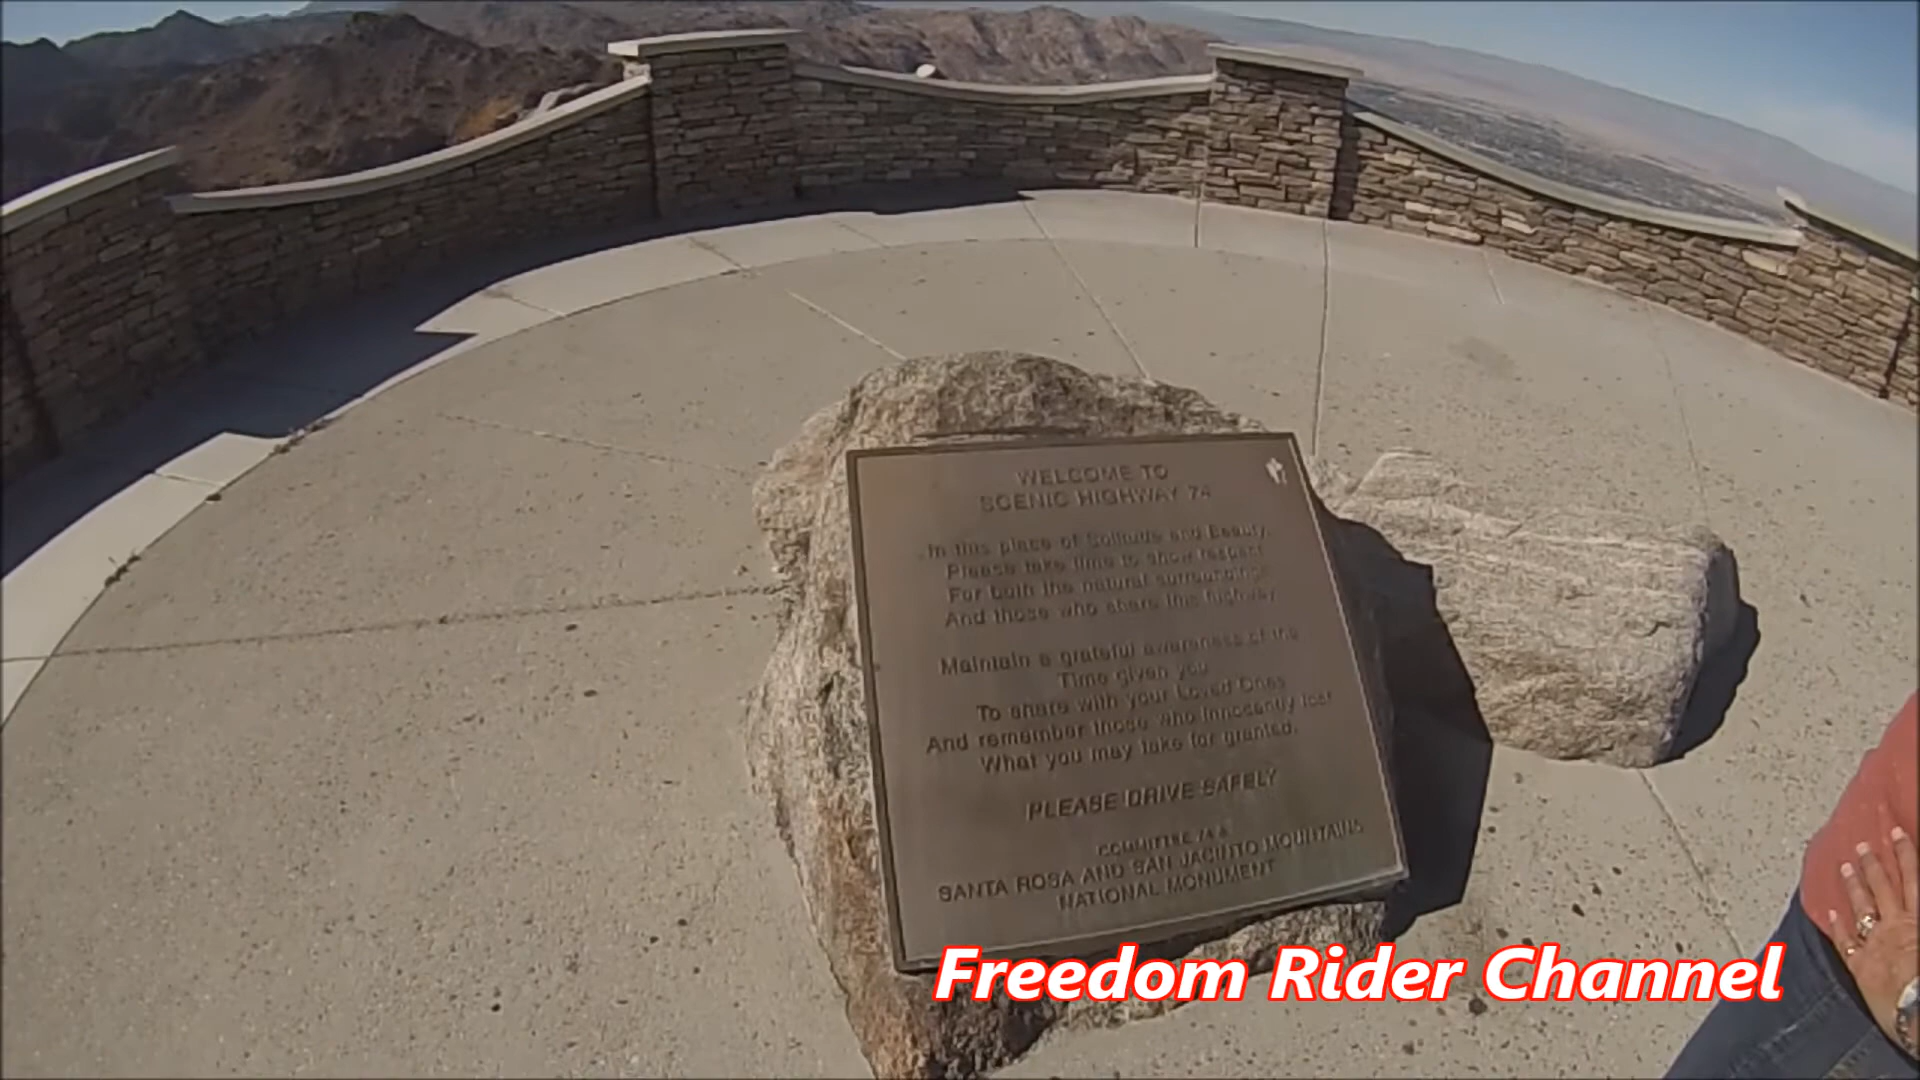 WELCOME TO
SCENIC HIGHWAY 74
In this place of Solitude and Beauty,
Please take time to show respect
For both the natural surroundings
And those who share this highway
Maintain a grateful awareness of the
Time given you
To share with your Loved Ones
And remember those who innocently lost
What you may take for granted.
PLEASE DRIVE SAFELY
COMMITTEE 74 &
SANTA ROSA AND SAN JACINTO MOUNTAINS
NATIONAL MONUMENT
Freedom Rider Channel